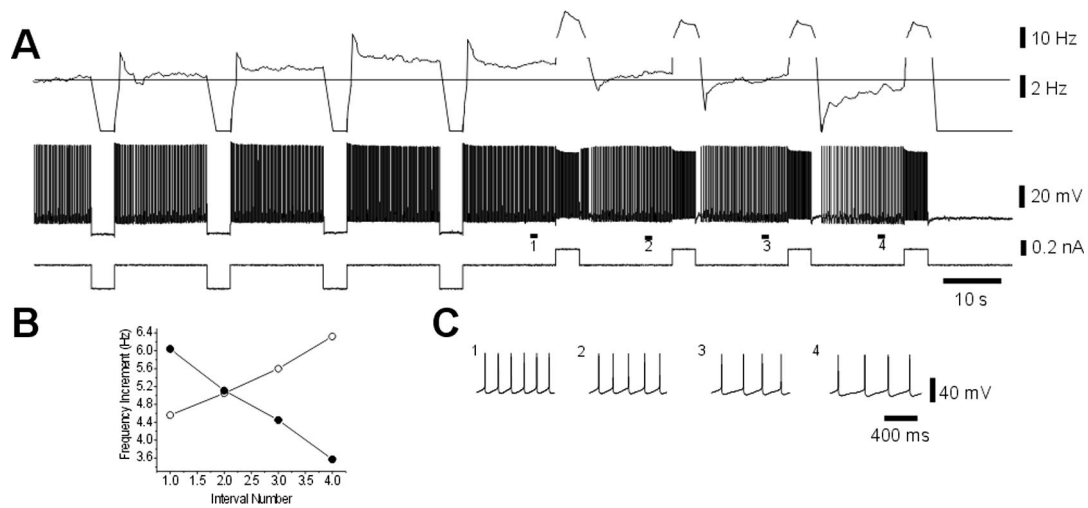 A
10 Hz
2 Hz
20 mV
1 2 3 4
0.2 nA
10 s
B
Frequency Increment (Hz)
6.4
6.0
5.6
5.2
4.8
4.4
4.0
3.6
1.0 1.5 2.0 2.5 3.0 3.5 4.0
Interval Number
C
1 2 3 4
40 mV
400 ms